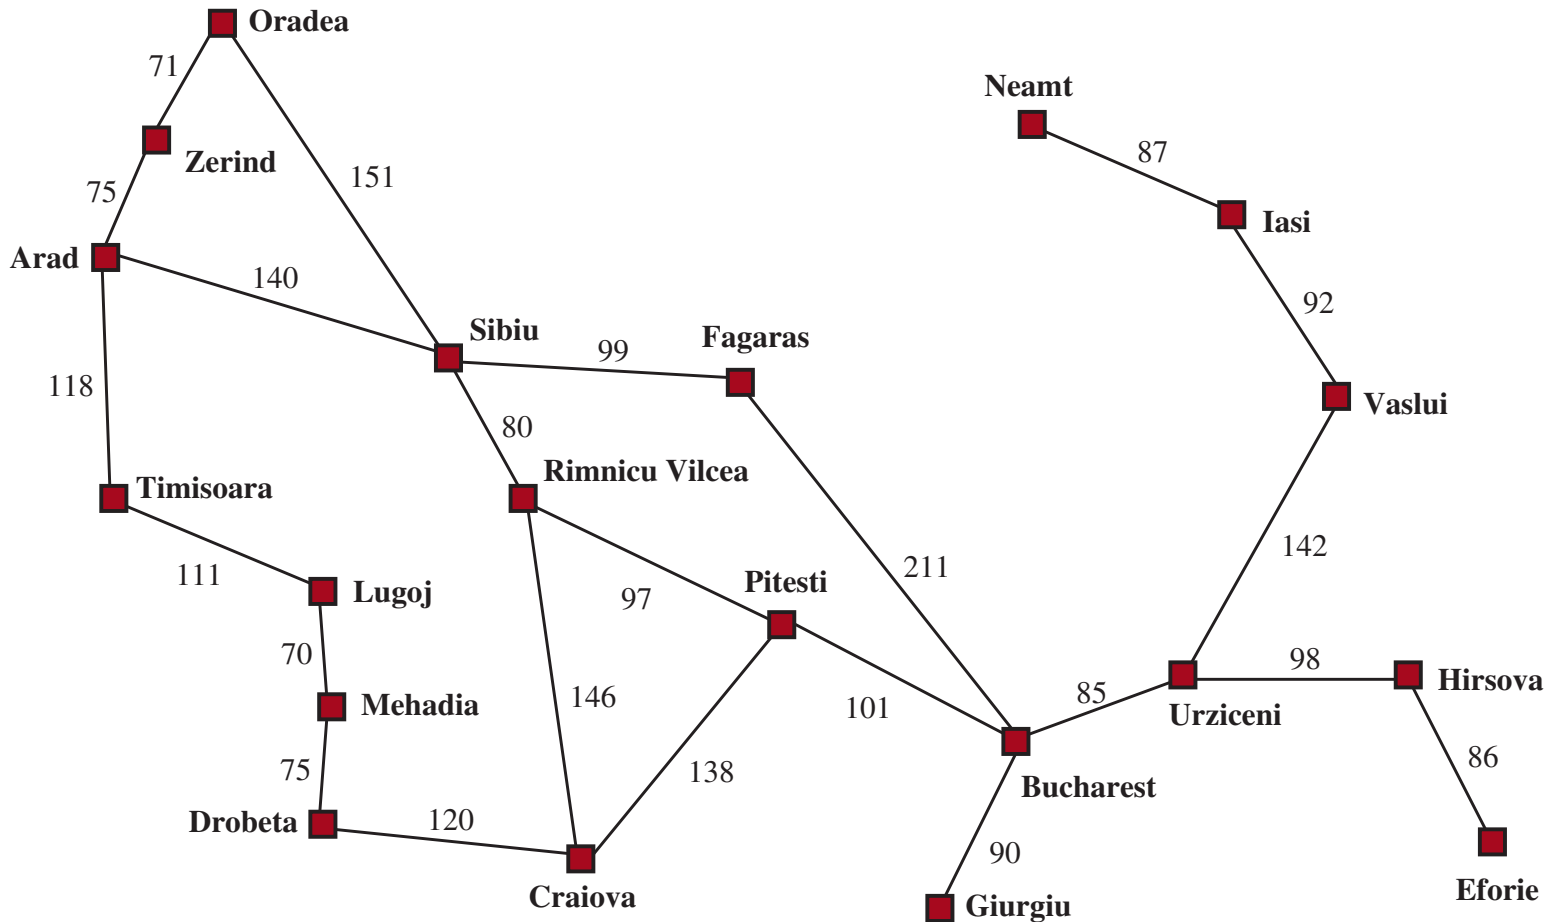 Oradea
71
Neamt
87
Zerind
151
75
Iasi
Arad
140
92
Sibiu
Fagaras
99
118
Vaslui
80
Rimnicu Vilcea
Timisoara
142
111
211
Pitesti
Lugoj
97
70
98
Hirsova
146
85
Mehadia
101
Urziceni
86
75
138
Bucharest
Drobeta
120
90
Craiova
Eforie
Giurgiu